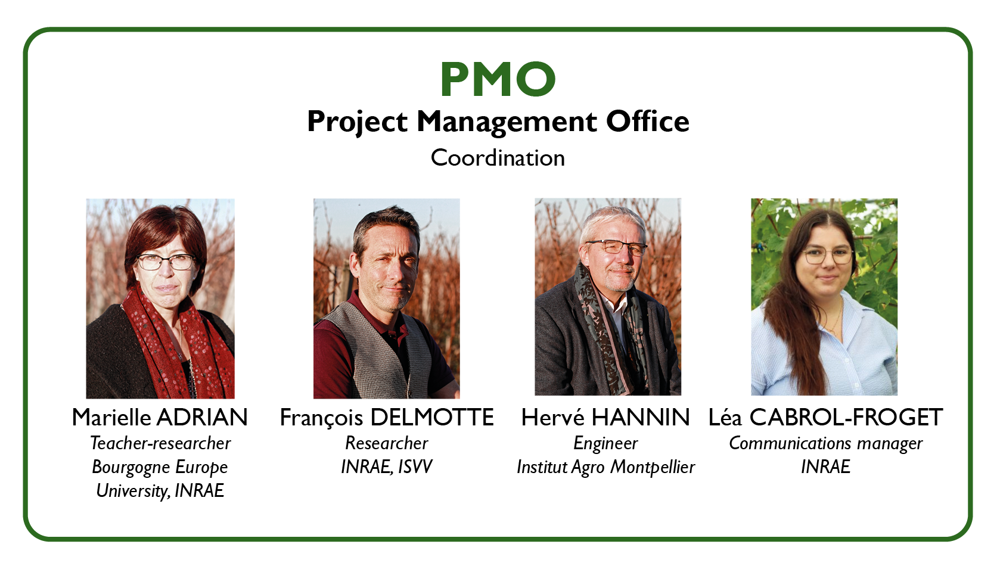 PMO
Project Management Office
Coordination
Marielle ADRIAN
Teacher-researcher
Bourgogne Europe
University, INRAE
François DELMOTTE
Researcher
INRAE, ISVV
Hervé HANNIN
Engineer
Institut Agro Montpellier
Léa CABROL-FROGET
Communications manager
INRAE